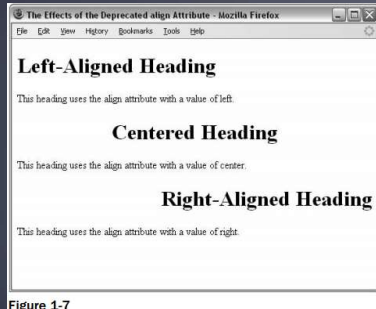 The Effects of the Deprecated align Attribute - Mozilla Firefox
File Edit View History Bookmarks Tools Help
Left-Aligned Heading
This heading uses the align attribute with a value of left.
Centered Heading
This heading uses the align attribute with a value of center.
Right-Aligned Heading
This heading uses the align attribute with a value of right.
Figure 1-7